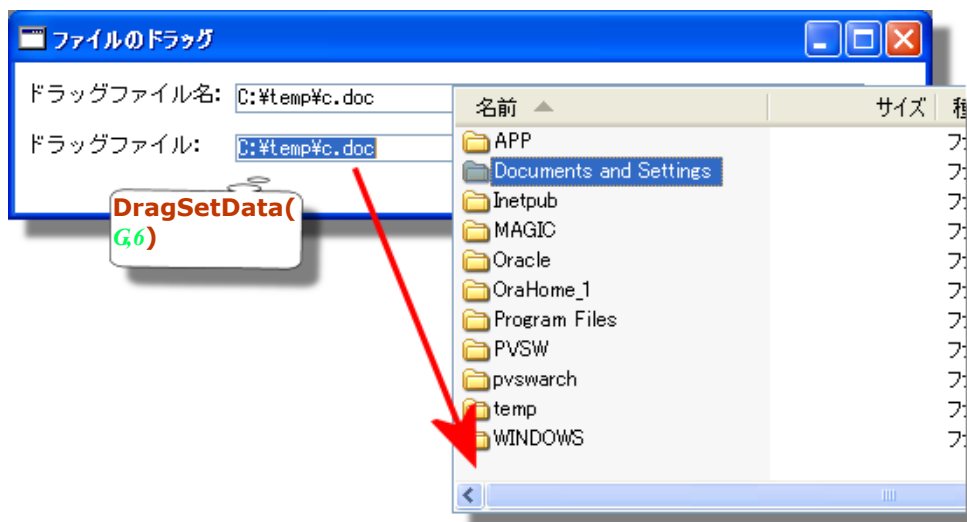 ファイルのドラッグ
ドラッグファイル名: C:¥temp¥c.doc
ドラッグファイル: C:¥temp¥c.doc
DragSetData(
G,6)
名前 サイズ
APP
Documents and Settings
Inetpub
MAGIC
Oracle
OraHome_1
Program Files
PVSW
pvswarch
temp
WINDOWS